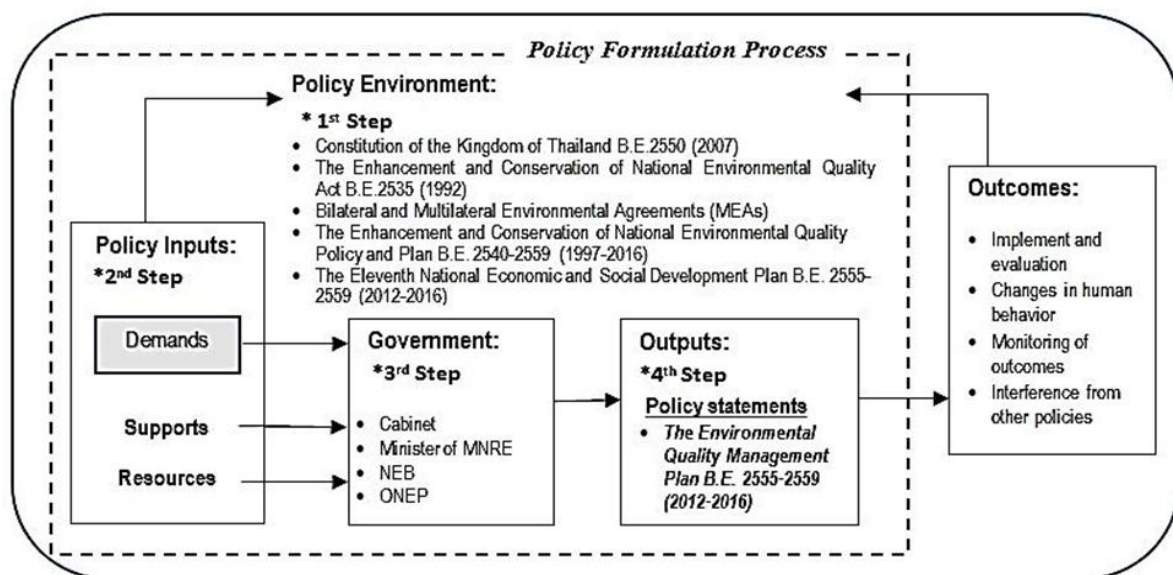 Policy Formulation Process
Policy Environment:
* 1st Step
• Constitution of the Kingdom of Thailand B.E.2550 (2007)
• The Enhancement and Conservation of National Environmental Quality
Act B.E.2535 (1992)
• Bilateral and Multilateral Environmental Agreements (MEAs)
• The Enhancement and Conservation of National Environmental Quality
Policy and Plan B.E. 2540-2559 (1997-2016)
• The Eleventh National Economic and Social Development Plan B.E. 2555-
2559 (2012-2016)
Policy Inputs:
*2nd Step
Demands
Supports
Resources
Government:
*3rd Step
• Cabinet
• Minister of MNRE
• NEB
• ONEP
Outputs:
*4th Step
Policy statements
• The Environmental
Quality Management
Plan B.E. 2555-2559
(2012-2016)
Outcomes:
• Implement and
evaluation
• Changes in human
behavior
• Monitoring of
outcomes
• Interference from
other policies